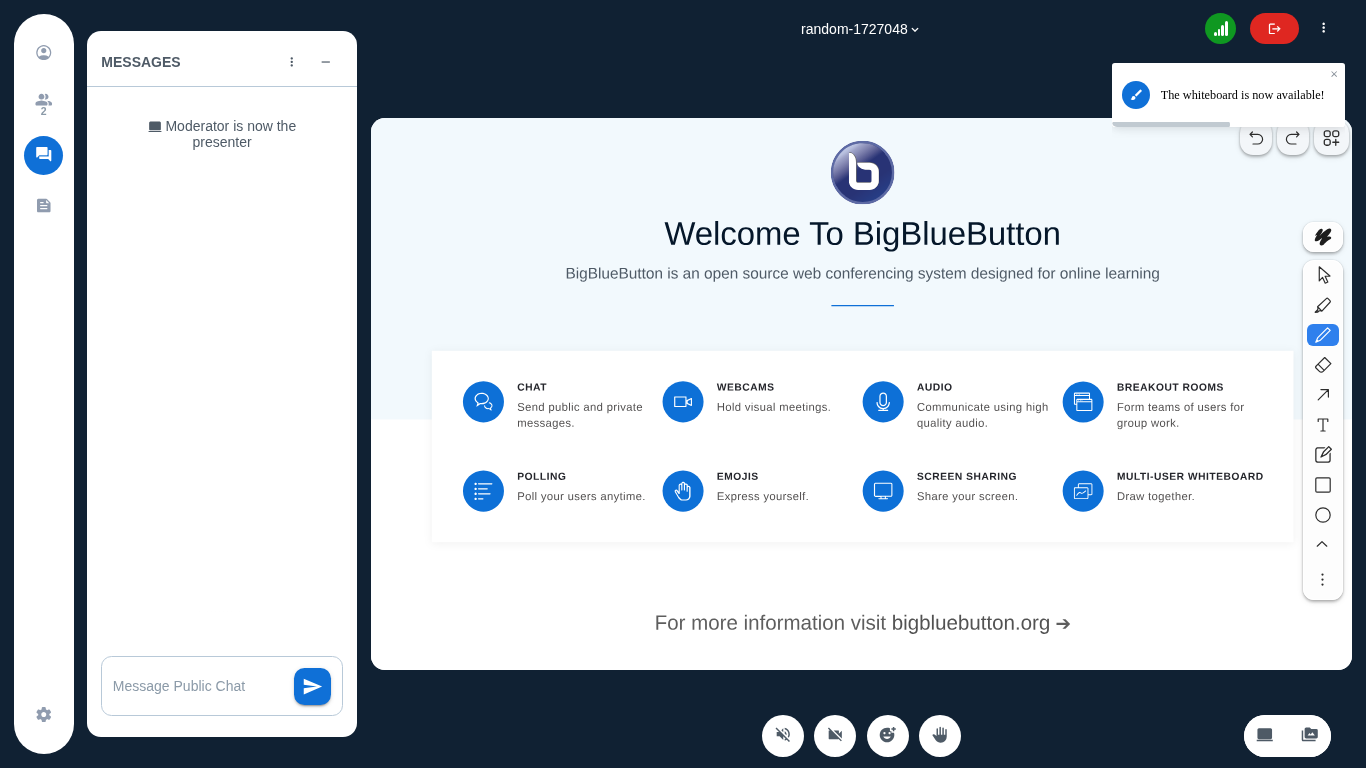 random-1727048
MESSAGES
The whiteboard is now available!
2
Moderator is now the
presenter
Welcome To BigBlueButton
BigBlueButton is an open source web conferencing system designed for online learning
CHAT
Send public and private
messages.
WEBCAMS
Hold visual meetings.
AUDIO
Communicate using high
quality audio.
BREAKOUT ROOMS
Form teams of users for
group work.
POLLING
Poll your users anytime.
EMOJIS
Express yourself.
SCREEN SHARING
Share your screen.
MULTI-USER WHITEBOARD
Draw together.
For more information visit bigbluebutton.org ➔
Message Public Chat